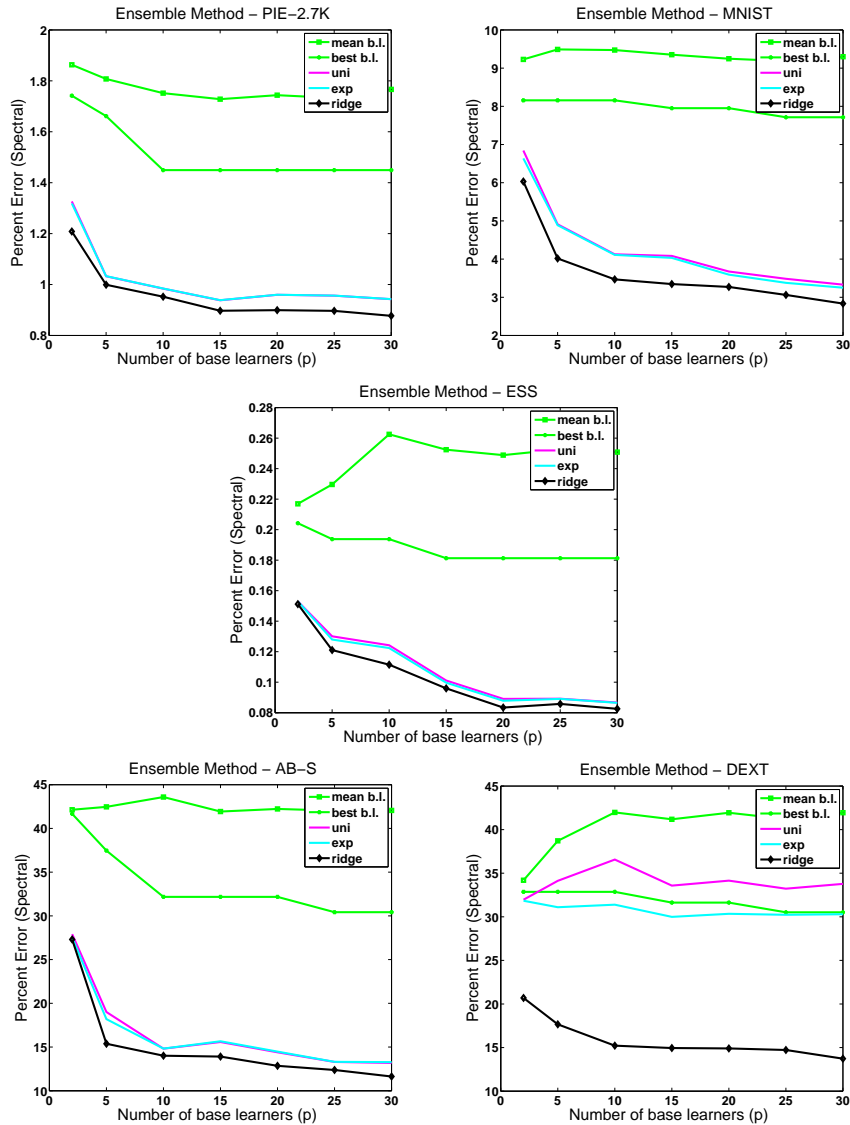 Ensemble Method – PIE–2.7K
Percent Error (Spectral)
2
1.8
1.6
1.4
1.2
1
0.8
0 5 10 15 20 25 30
Number of base learners (p)
mean b.l.
best b.l.
uni
exp
ridge
Ensemble Method – MNIST
Percent Error (Spectral)
10
9
8
7
6
5
4
3
2
0 5 10 15 20 25 30
Number of base learners (p)
mean b.l.
best b.l.
uni
exp
ridge
Ensemble Method – ESS
Percent Error (Spectral)
0.28
0.26
0.24
0.22
0.2
0.18
0.16
0.14
0.12
0.1
0.08
0 5 10 15 20 25 30
Number of base learners (p)
mean b.l.
best b.l.
uni
exp
ridge
Ensemble Method – AB–S
Percent Error (Spectral)
45
40
35
30
25
20
15
10
0 5 10 15 20 25 30
Number of base learners (p)
mean b.l.
best b.l.
uni
exp
ridge
Ensemble Method – DEXT
Percent Error (Spectral)
45
40
35
30
25
20
15
10
0 5 10 15 20 25 30
Number of base learners (p)
mean b.l.
best b.l.
uni
exp
ridge